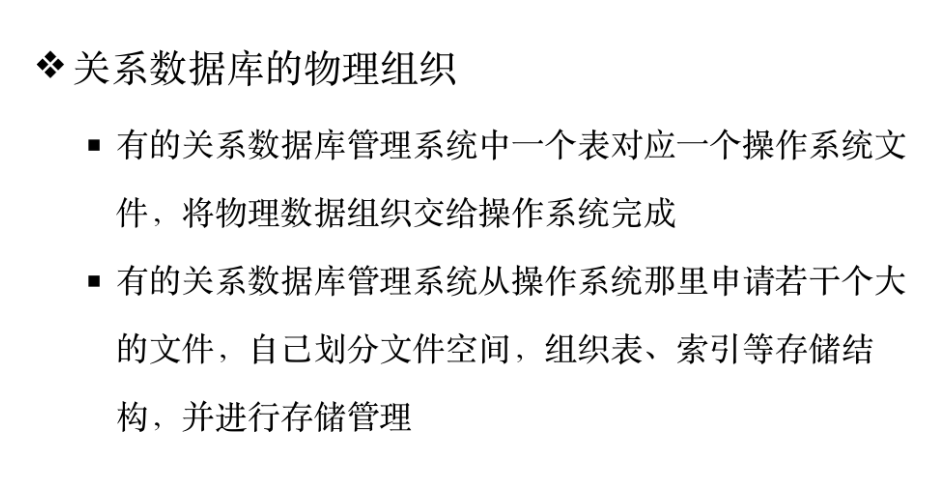 ❖关系数据库的物理组织
▪ 有的关系数据库管理系统中一个表对应一个操作系统文
件，将物理数据组织交给操作系统完成
▪ 有的关系数据库管理系统从操作系统那里申请若干个大
的文件，自己划分文件空间，组织表、索引等存储结
构，并进行存储管理